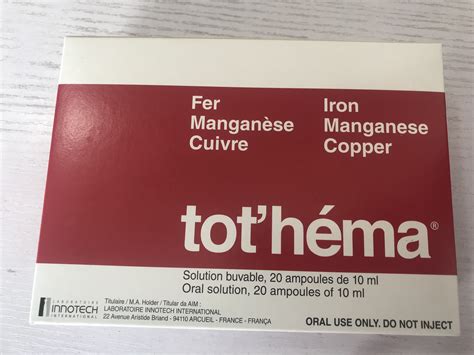 Fer
Manganèse
Cuivre
Iron
Manganese
Copper
tot'héma®
Solution buvable, 20 ampoules de 10 ml
Oral solution, 20 ampoules of 10 ml
LABORATOIRE
INNOTECH
INTERNATIONAL
Titulaire / M.A. Holder / Titular da AIM :
LABORATOIRE INNOTECH INTERNATIONAL
22 Avenue Aristide Briand - 94110 ARCUEIL - FRANCE - FRANÇA
ORAL USE ONLY. DO NOT INJECT